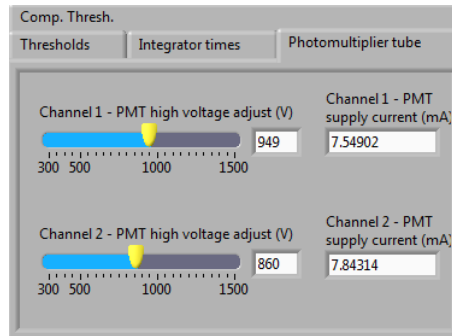 Comp. Thresh.
Thresholds Integrator times Photomultiplier tube
Channel 1 - PMT high voltage adjust (V)
949
300 500 1000 1500
Channel 1 - PMT
supply current (mA)
7.54902
Channel 2 - PMT high voltage adjust (V)
860
300 500 1000 1500
Channel 2 - PMT
supply current (mA)
7.84314